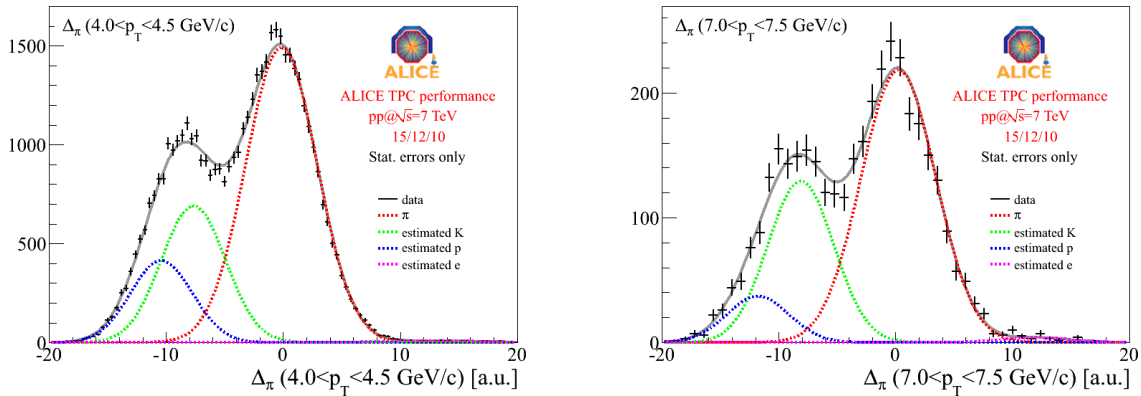 Δπ (4.0<pT<4.5 GeV/c)
1500
1000
500
0
-20
-10
0
10
20
Δπ (4.0<pT<4.5 GeV/c) [a.u.]
ALICE
ALICE TPC performance
pp@√s=7 TeV
15/12/10
Stat. errors only
data
π
estimated K
estimated p
estimated e
Δπ (7.0<pT<7.5 GeV/c)
200
100
0
-20
-10
0
10
20
Δπ (7.0<pT<7.5 GeV/c) [a.u.]
ALICE
ALICE TPC performance
pp@√s=7 TeV
15/12/10
Stat. errors only
data
π
estimated K
estimated p
estimated e